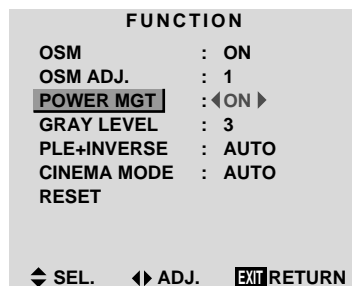 FUNCTION
OSM : ON
OSM ADJ. : 1
POWER MGT : ON
GRAY LEVEL : 3
PLE+INVERSE : AUTO
CINEMA MODE : AUTO
RESET
SEL. ADJ. EXIT RETURN